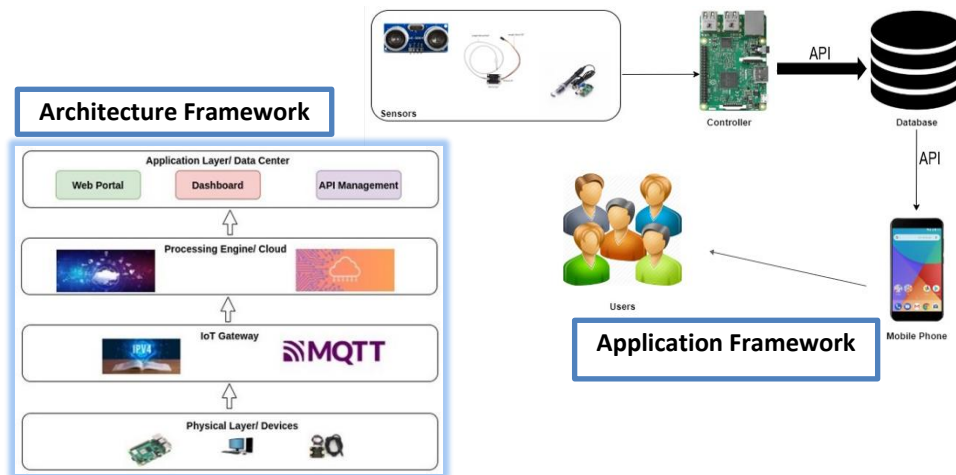 Architecture Framework
Application Layer/ Data Center
Web Portal
Dashboard
API Management
Processing Engine/ Cloud
IoT Gateway
IPV4
MQTT
Physical Layer/ Devices
Sensors
Controller
API
Database
API
Mobile Phone
Users
Application Framework